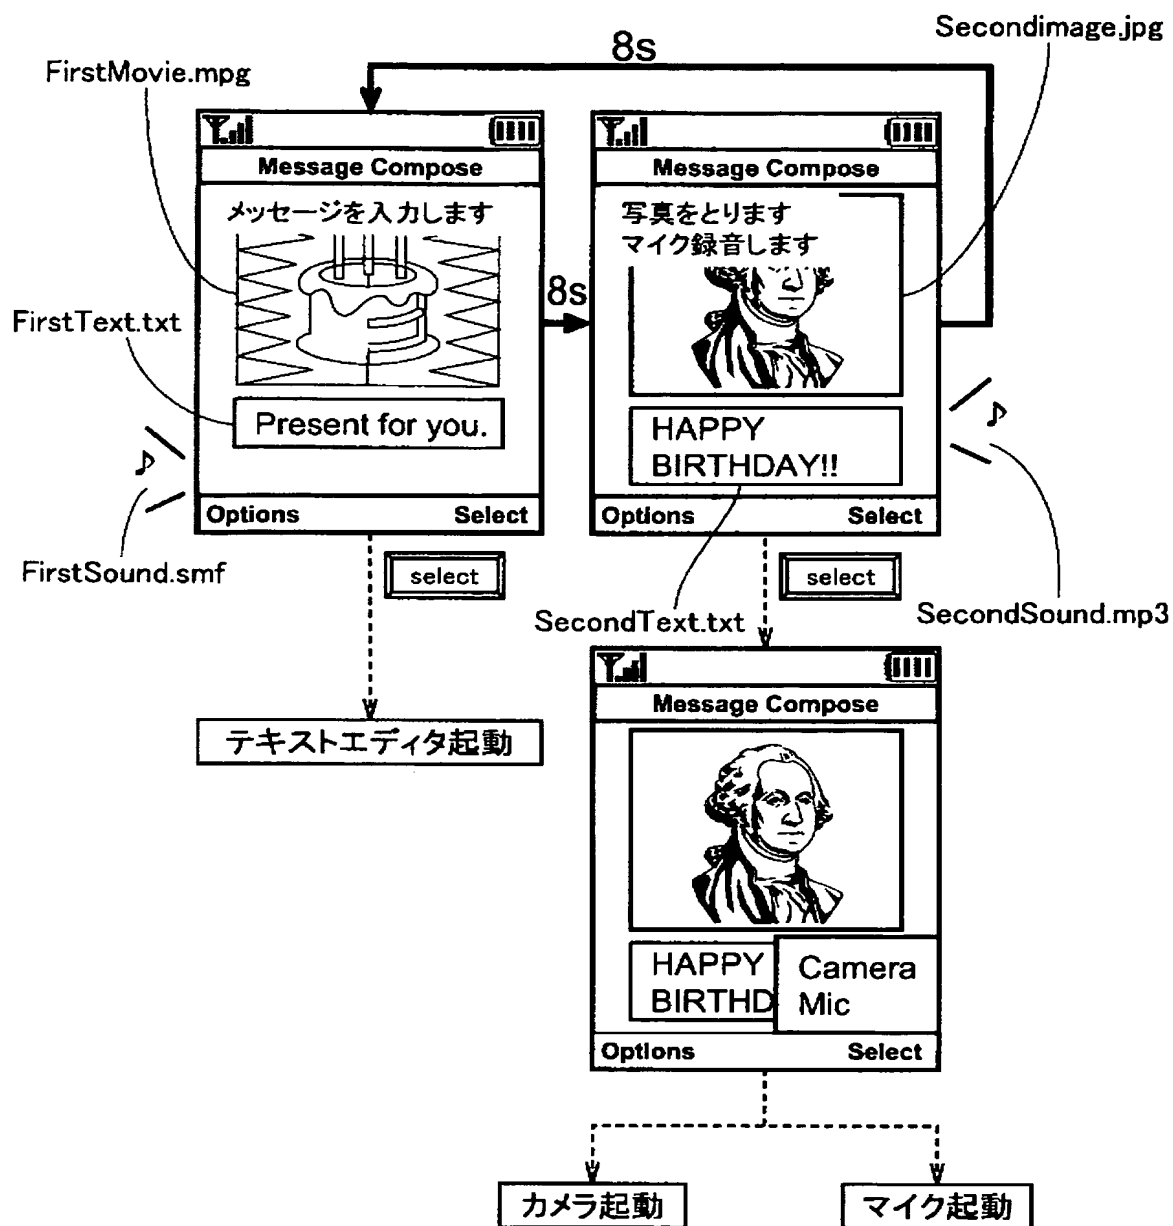 8s
Secondimage.jpg
FirstMovie.mpg
Message Compose
メッセージを入力します
FirstText.txt
Present for you.
Options Select
FirstSound.smf
select
テキストエディタ起動
8s
Message Compose
写真をとります
マイク録音します
HAPPY
BIRTHDAY!!
Options Select
select
SecondText.txt
SecondSound.mp3
Message Compose
HAPPY
BIRTHD
Camera
Mic
Options Select
カメラ起動
マイク起動